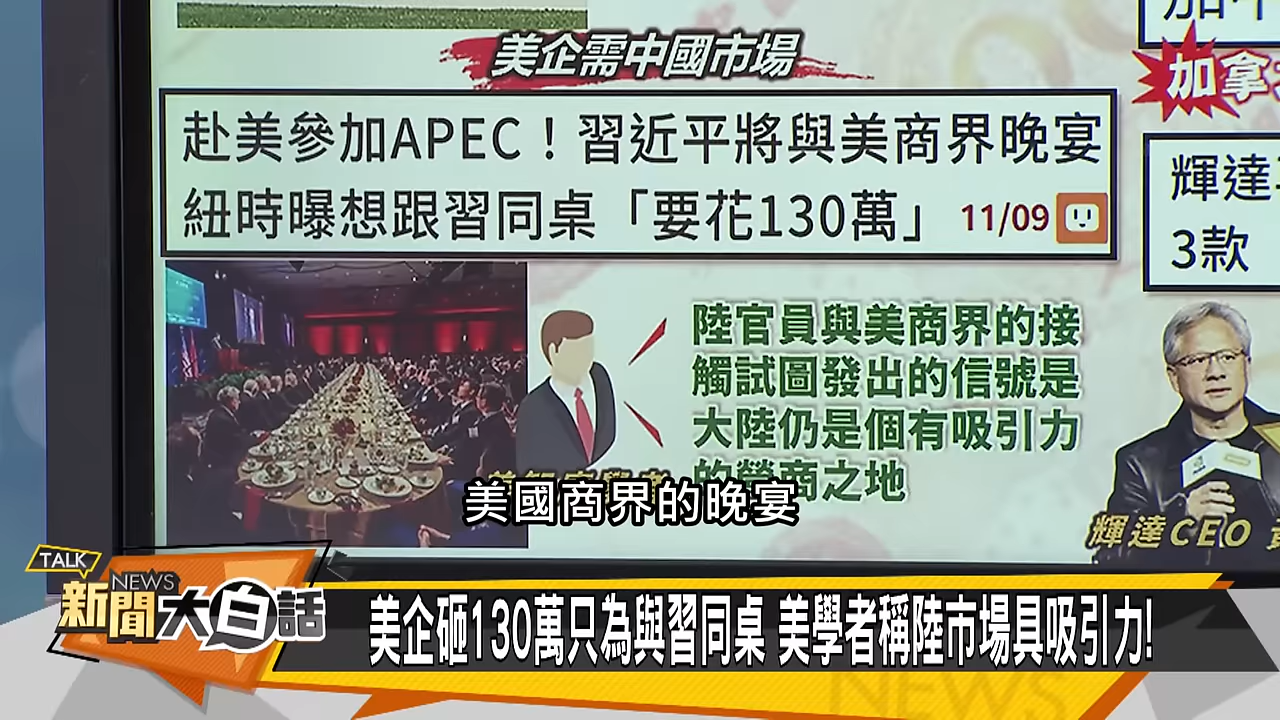 美企需中國市場
加拿
赴美參加APEC！習近平將與美商界晚宴
紐時曝想跟習同桌「要花130萬」 11/09
輝達
3款
陸官員與美商界的接
觸試圖發出的信號是
大陸仍是個有吸引力
的營商之地
美國商界的晚宴
輝達CEO
TALK
NEWS
新聞大白話
美企砸130萬只為與習同桌 美學者稱陸市場具吸引力!
NEWS